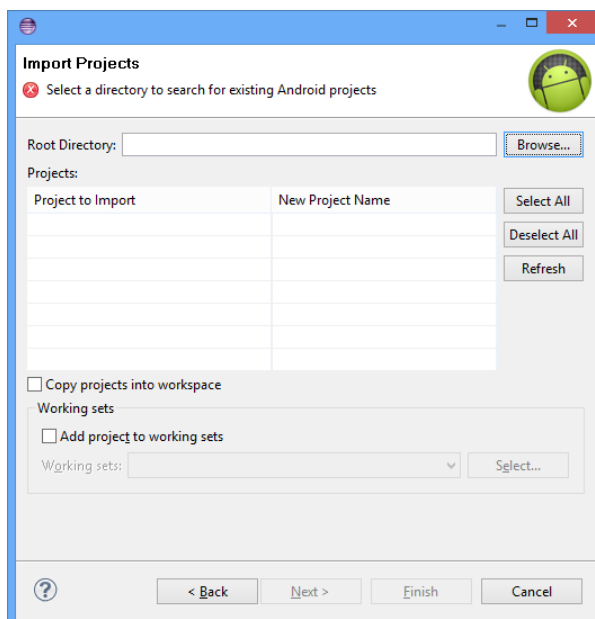 Import Projects
Select a directory to search for existing Android projects
Root Directory:
Browse...
Projects:
Project to Import
New Project Name
Select All
Deselect All
Refresh
Copy projects into workspace
Working sets
Add project to working sets
Working sets:
Select...
?
< Back
Next >
Finish
Cancel